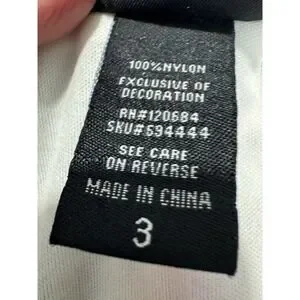 100%NYLON
EXCLUSIVE OF
DECORATION
RN#120684
SKU#594444
SEE CARE
ON REVERSE
MADE IN CHINA
3